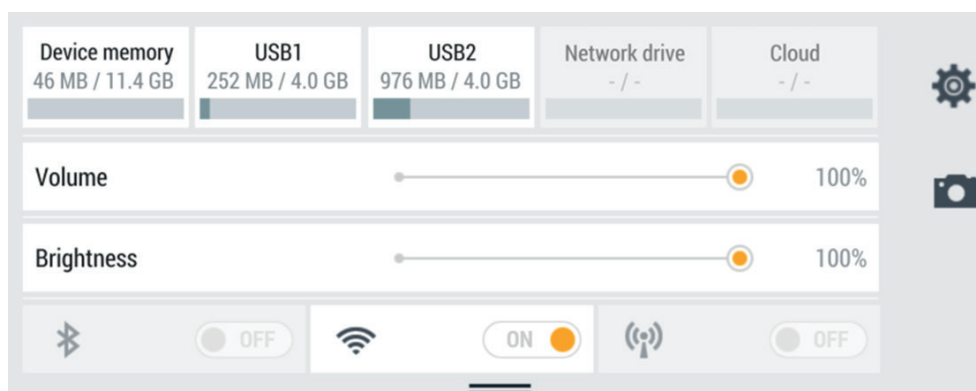 Device memory
46 MB / 11.4 GB
USB1
252 MB / 4.0 GB
USB2
976 MB / 4.0 GB
Network drive
- / -
Cloud
- / -
Volume
100%
Brightness
100%
OFF
ON
OFF